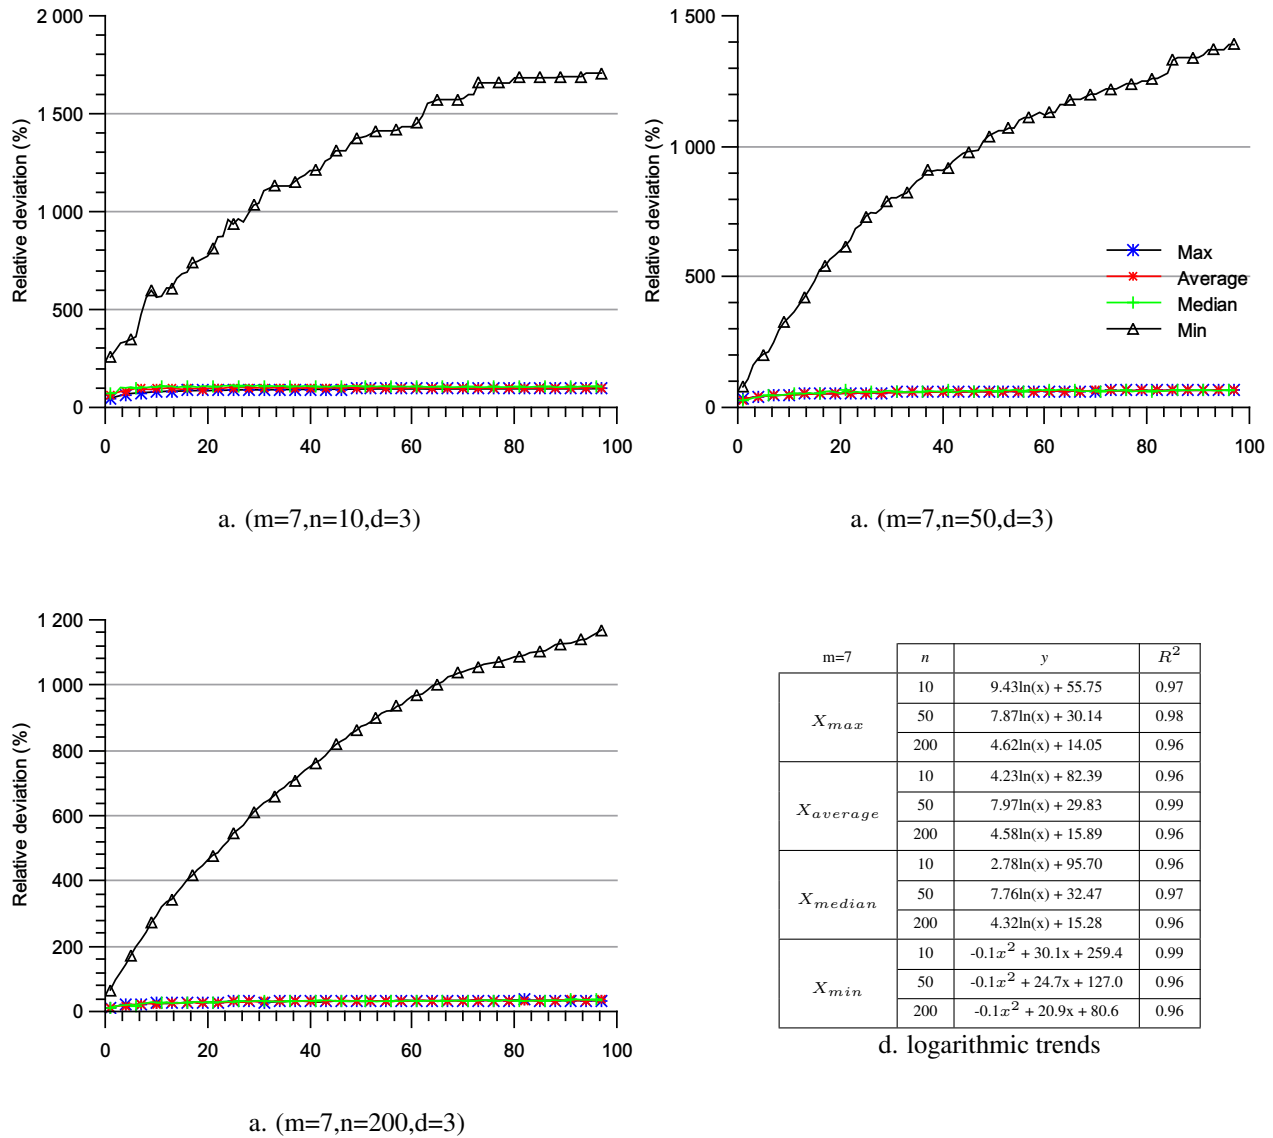 2 000
1 500
1 000
500
0
Relative deviation (%)
0 20 40 60 80 100
a. (m=7,n=10,d=3)
1 500
1 000
500
0
Relative deviation (%)
0 20 40 60 80 100
Max
Average
Median
Min
a. (m=7,n=50,d=3)
1 200
1 000
800
600
400
200
0
Relative deviation (%)
0 20 40 60 80 100
a. (m=7,n=200,d=3)
m=7 n y R²
X_max 10 9.43ln(x) + 55.75 0.97
50 7.87ln(x) + 30.14 0.98
200 4.62ln(x) + 14.05 0.96
X_average 10 4.23ln(x) + 82.39 0.96
50 7.97ln(x) + 29.83 0.99
200 4.58ln(x) + 15.89 0.96
X_median 10 2.78ln(x) + 95.70 0.96
50 7.76ln(x) + 32.47 0.97
200 4.32ln(x) + 15.28 0.96
X_min 10 -0.1x² + 30.1x + 259.4 0.99
50 -0.1x² + 24.7x + 127.0 0.96
200 -0.1x² + 20.9x + 80.6 0.96
d. logarithmic trends